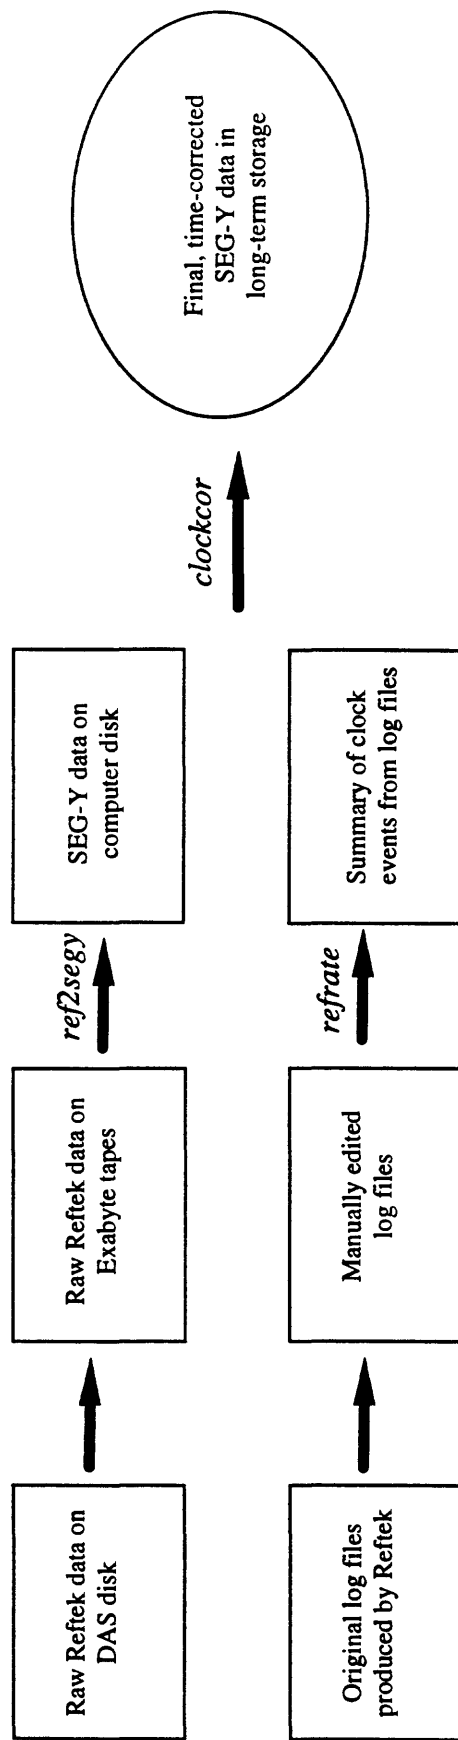 Raw Reftek data on
DAS disk
Raw Reftek data on
Exabyte tapes
ref2segy
SEG-Y data on
computer disk
Original log files
produced by Reftek
Manually edited
log files
refrate
Summary of clock
events from log files
clockcor
Final, time-corrected
SEG-Y data in
long-term storage